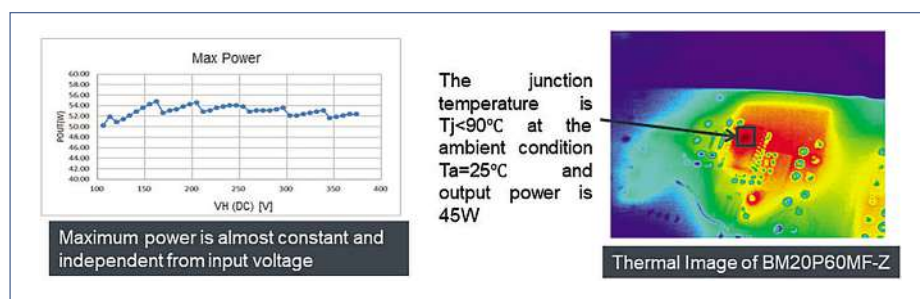 Max Power
60.00
58.00
56.00
54.00
52.00
50.00
48.00
46.00
44.00
42.00
40.00
POUT[W]
100 150 200 250 300 350 400
VH (DC) [V]
Maximum power is almost constant and
independent from input voltage
The junction
temperature is
Tj<90℃ at the
ambient condition
Ta=25℃ and
output power is
45W
Thermal Image of BM20P60MF-Z